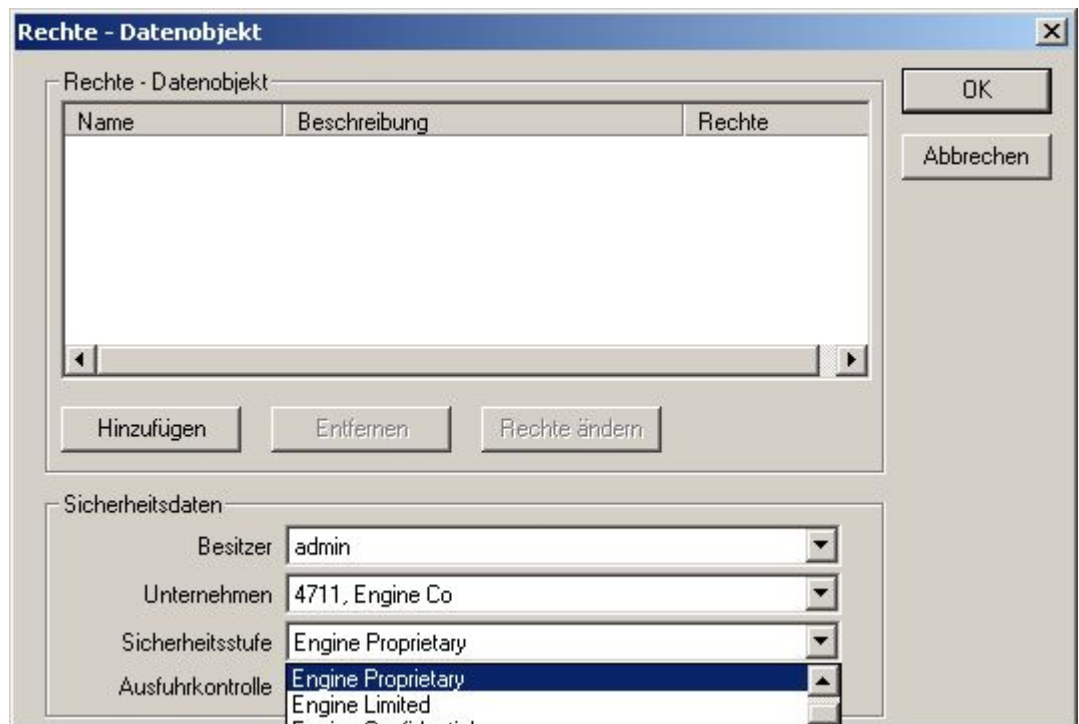 Rechte - Datenobjekt
Rechte - Datenobjekt
OK
Name Beschreibung Rechte
Abbrechen
Hinzufügen Entfernen Rechte ändern
Sicherheitsdaten
Besitzer admin
Unternehmen 4711, Engine Co
Sicherheitsstufe Engine Proprietary
Ausfuhrkontrolle Engine Proprietary
Engine Limited